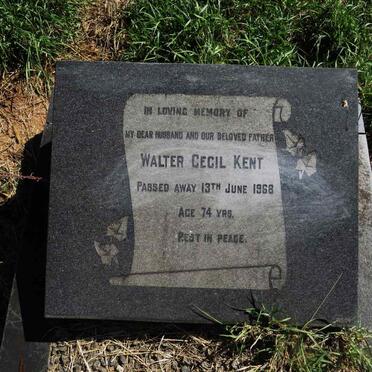 IN LOVING MEMORY OF
MY DEAR HUSBAND AND OUR BELOVED FATHER
WALTER CECIL KENT
PASSED AWAY 13TH JUNE 1968
AGE 74 YRS.
REST IN PEACE.